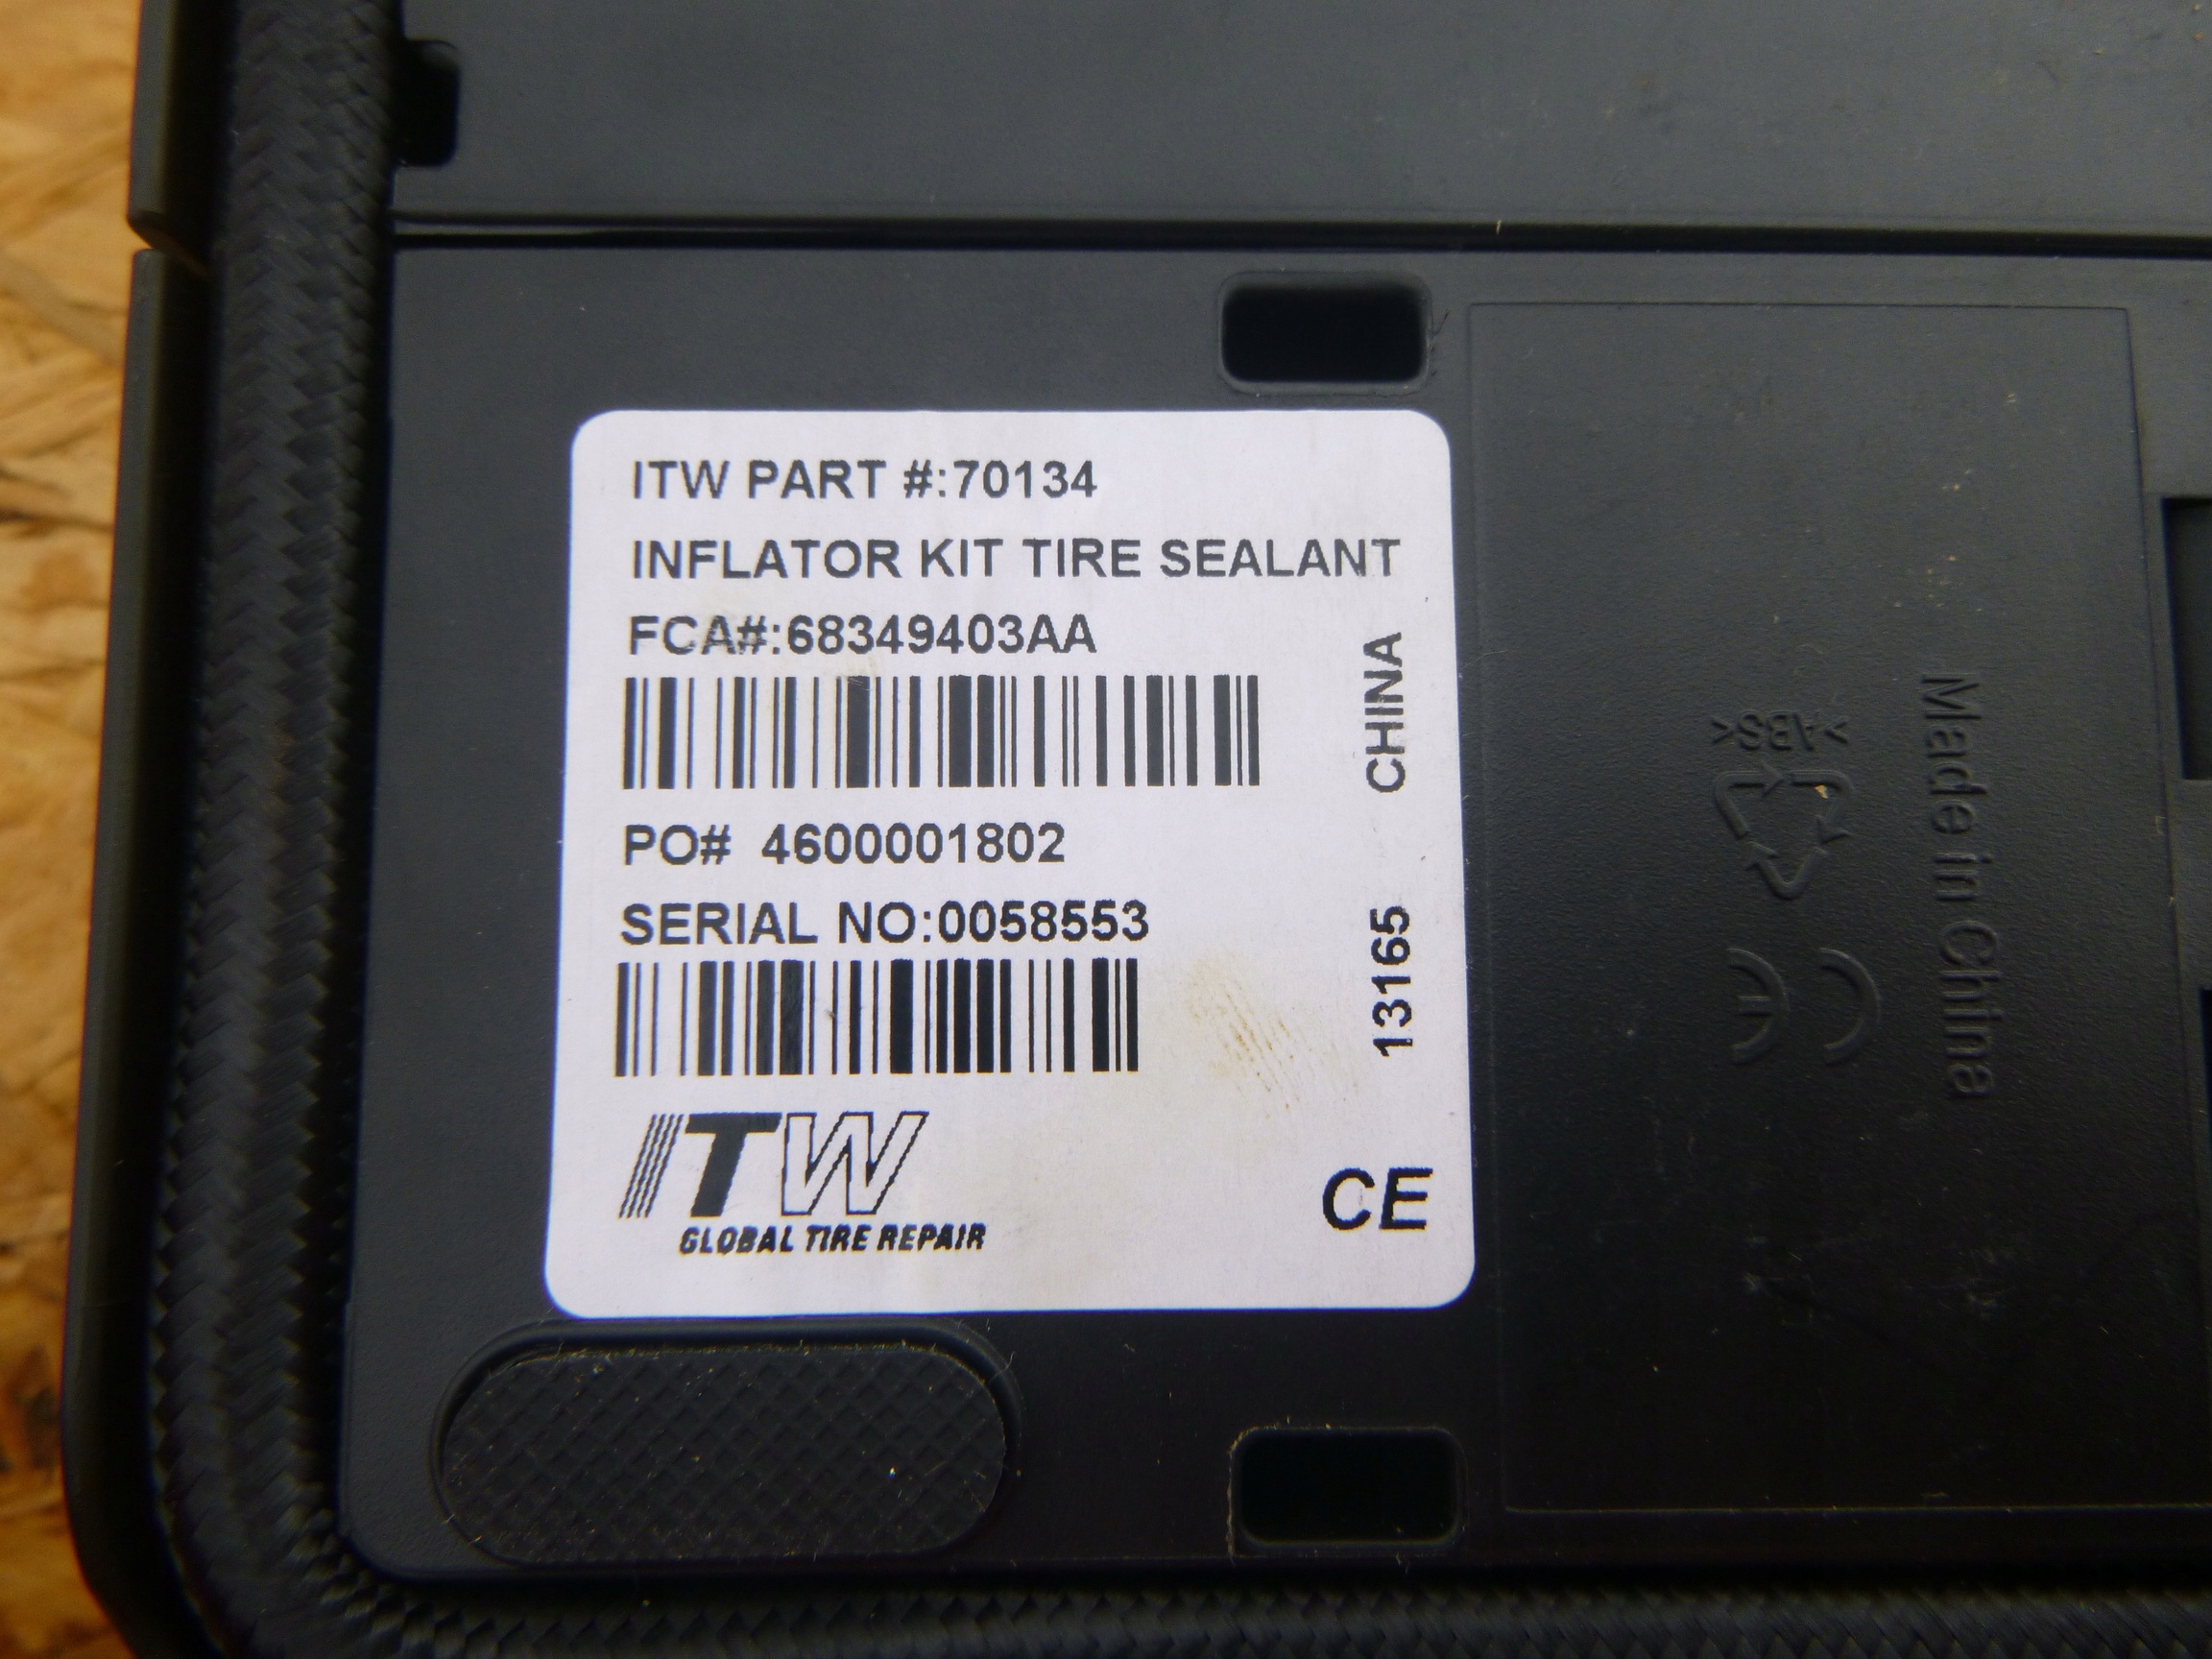 ITW PART #:70134
INFLATOR KIT TIRE SEALANT
FCA#:68349403AA
CHINA
PO# 4600001802
SERIAL NO:0058553
13165
ITW
GLOBAL TIRE REPAIR
CE
>ABS<
CE
Made in China